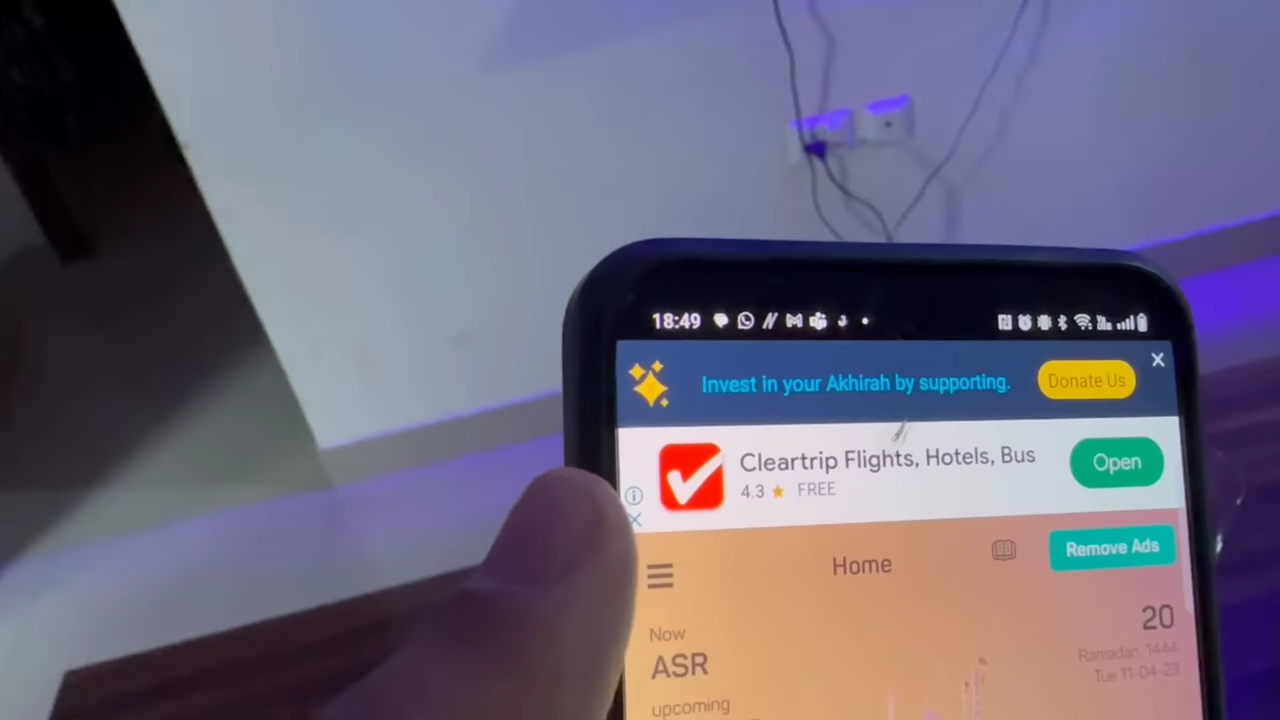 18:49
Invest in your Akhirah by supporting.
Donate Us
Cleartrip Flights, Hotels, Bus
4.3 ★ FREE
Open
Home
Remove Ads
Now
ASR
upcoming
20
Ramadan, 1444
Tue 11-04-23